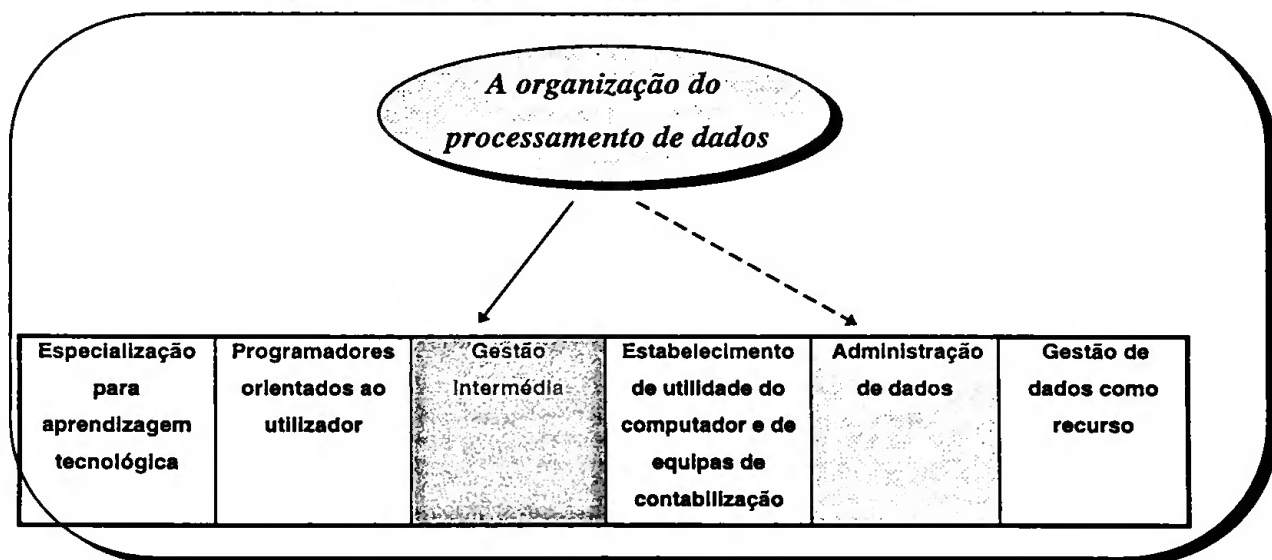 A organização do
processamento de dados
Especialização
para
aprendizagem
tecnológica
Programadores
orientados ao
utilizador
Gestão
Intermédia
Estabelecimento
de utilidade do
computador e de
equipas de
contabilização
Administração
de dados
Gestão de
dados como
recurso